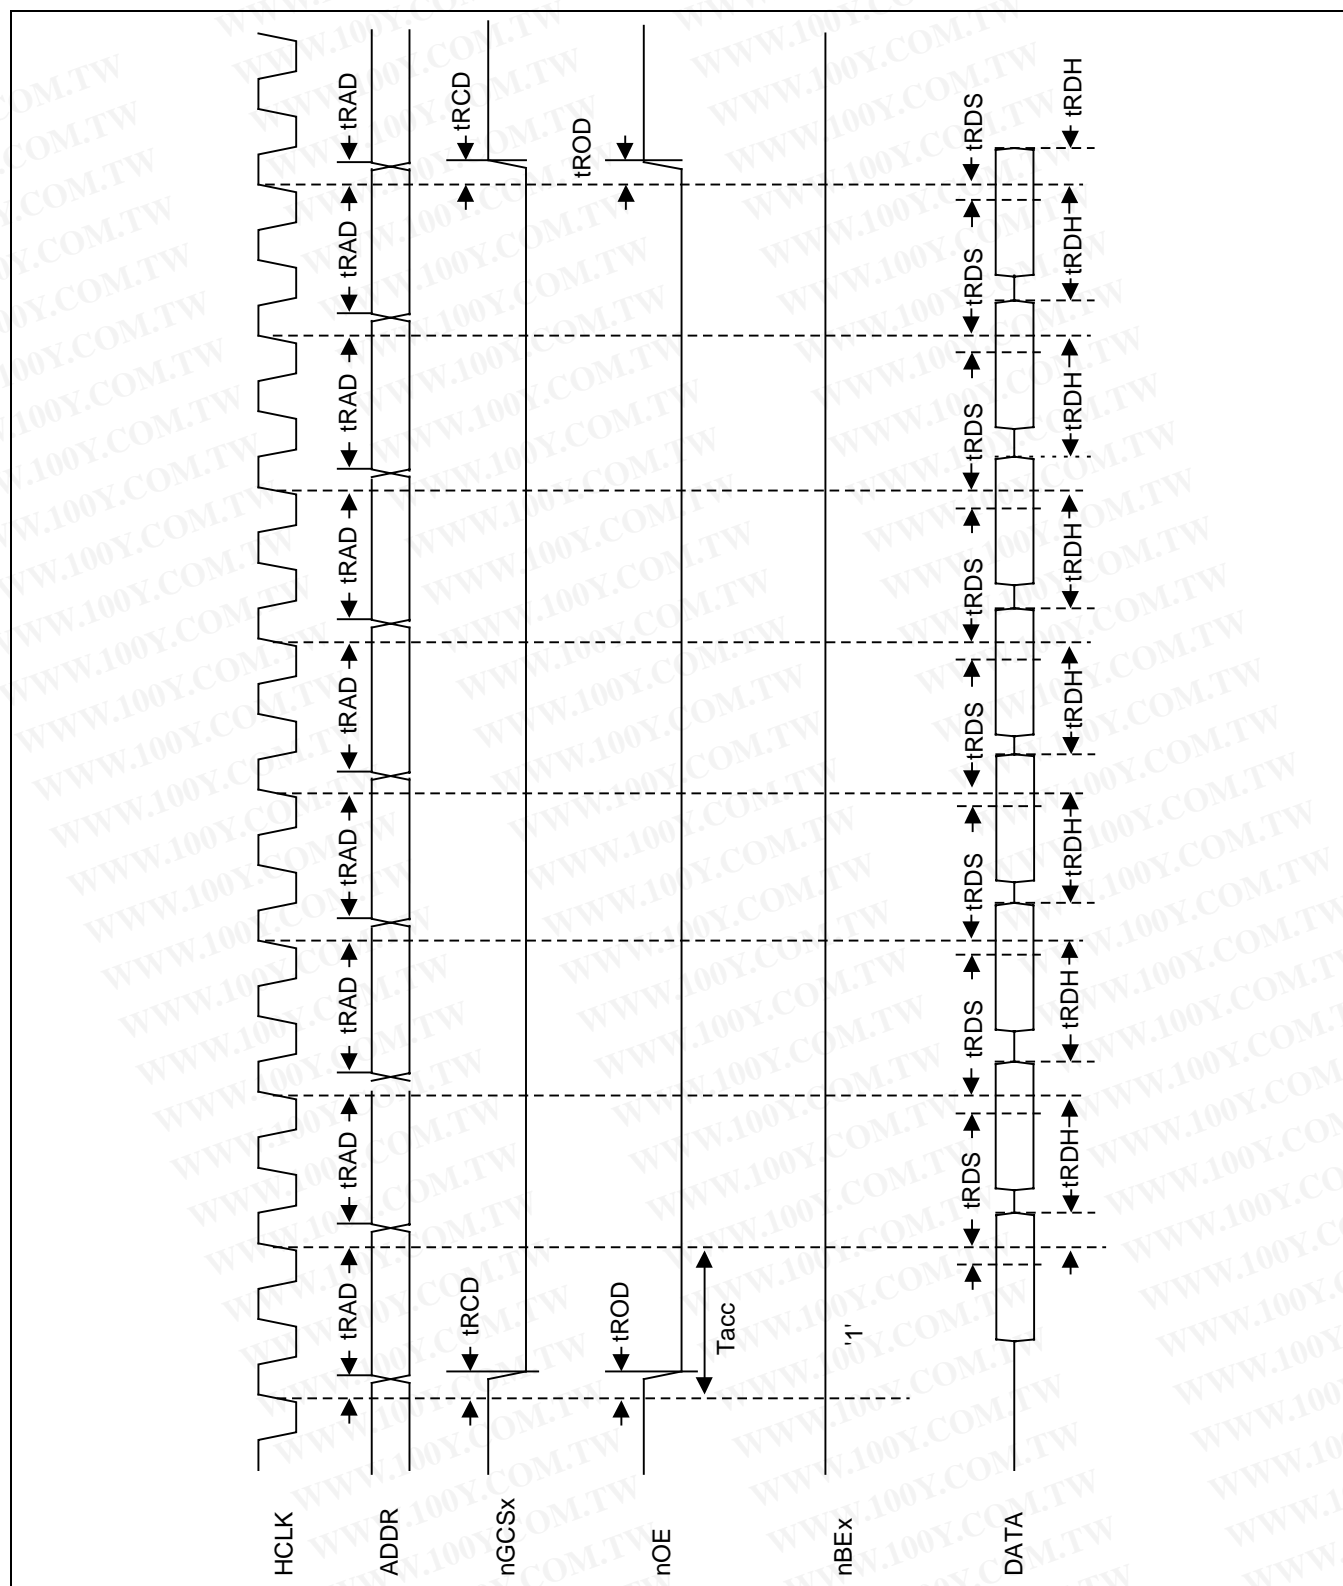 HCLK
tRAD tRAD tRAD tRAD tRAD tRAD tRAD tRAD tRAD
ADDR
tRCD tRCD
nGCSx
tROD tROD
nOE
Tacc
nBEx
'1'
tRDS tRDS tRDS tRDS tRDS tRDS tRDS tRDS
DATA
tRDH tRDH tRDH tRDH tRDH tRDH tRDH tRDH
WWW.100Y.COM.TW